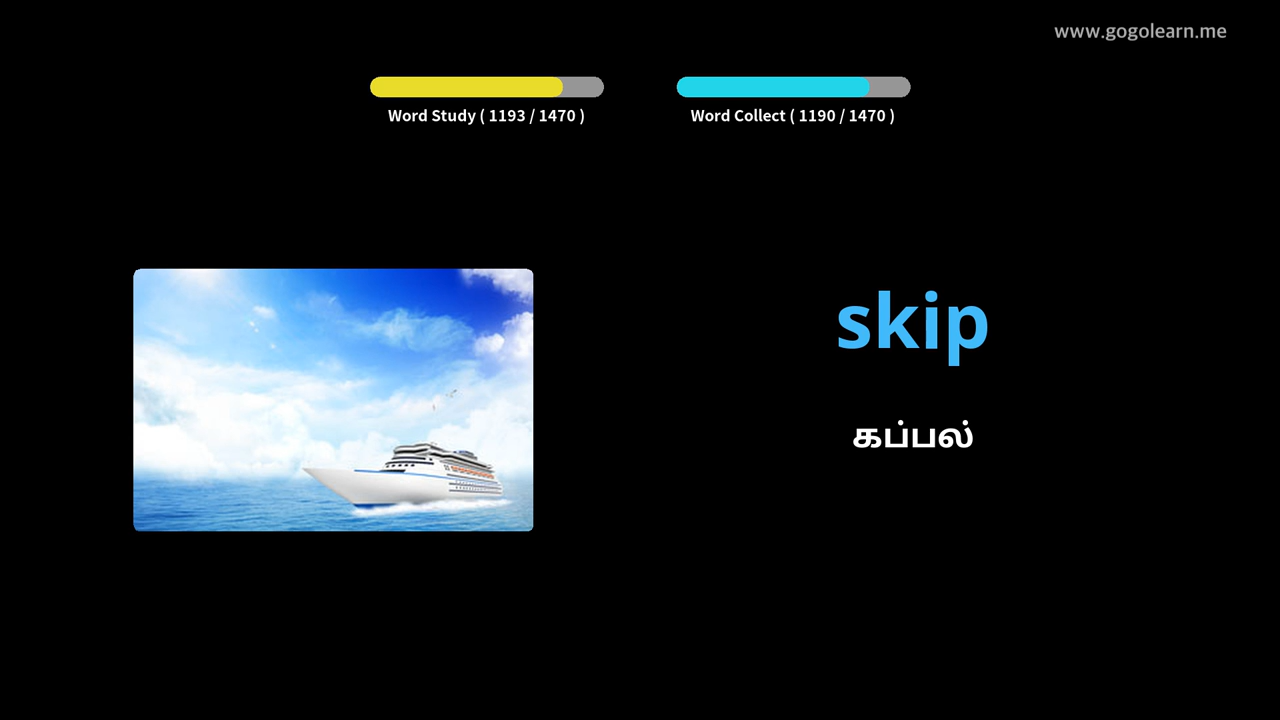 www.gogolearn.me
Word Study ( 1193 / 1470 )
Word Collect ( 1190 / 1470 )
skip
கப்பல்